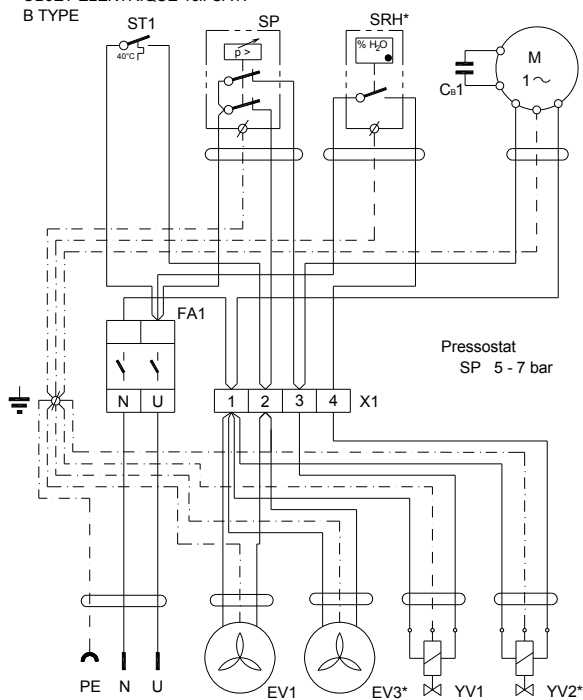 B TYPE
ST1
SP
SRH*
40°C
p >
% H₂O
M
1~
CB1
FA1
Pressostat
SP 5 - 7 bar
N U
1 2 3 4 X1
PE N U
EV1
EV3*
YV1
YV2*